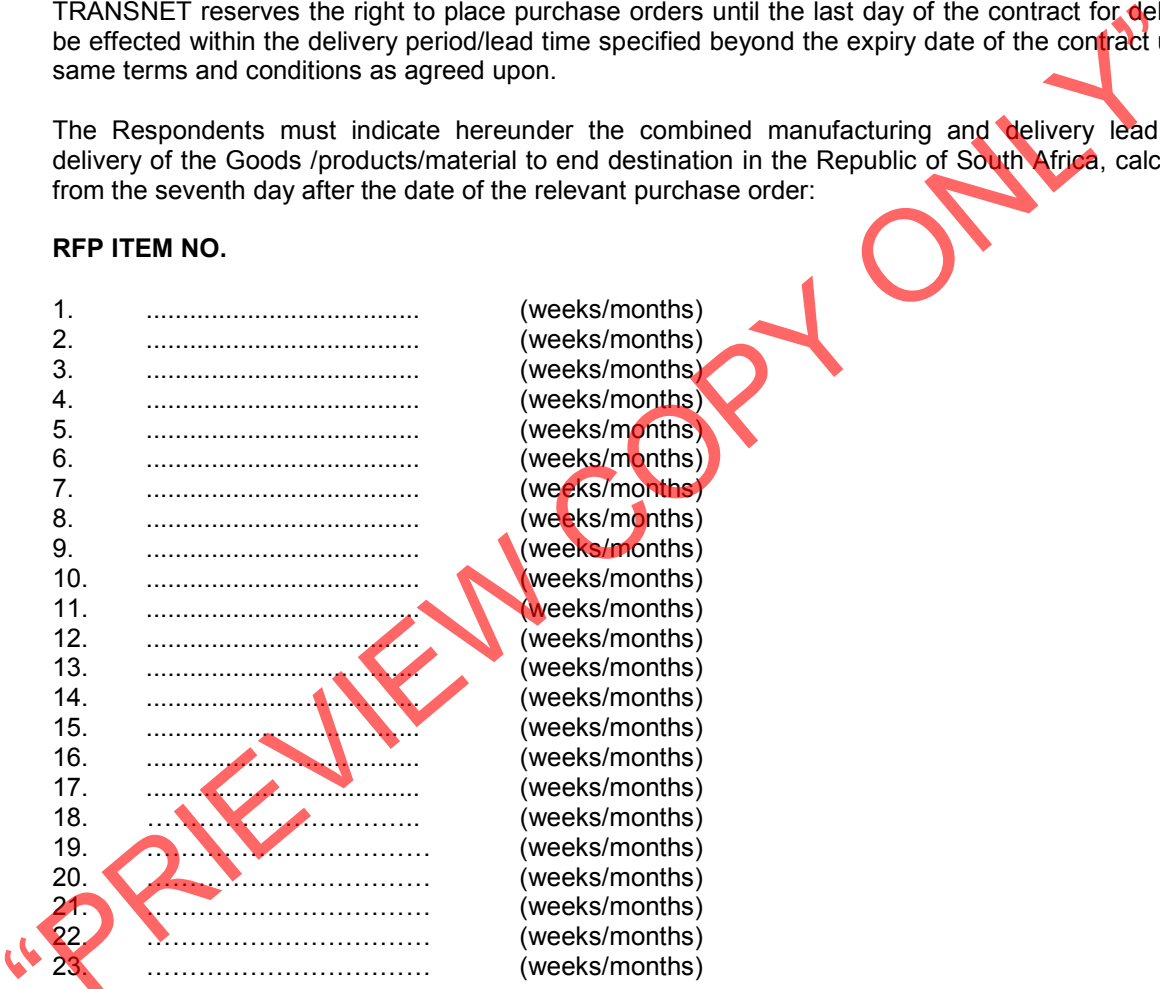 TRANSNET reserves the right to place purchase orders until the last day of the contract for
be effected within the delivery period/lead time specified beyond the expiry date of the contract
same terms and conditions as agreed upon.
The Respondents must indicate hereunder the combined manufacturing and delivery lead
delivery of the Goods /products/material to end destination in the Republic of South Africa,
from the seventh day after the date of the relevant purchase order:
RFP ITEM NO.
1. ...................................... (weeks/months)
2. ...................................... (weeks/months)
3. ...................................... (weeks/months)
4. ...................................... (weeks/months)
5. ...................................... (weeks/months)
6. ...................................... (weeks/months)
7. ...................................... (weeks/months)
8. ...................................... (weeks/months)
9. ...................................... (weeks/months)
10. ...................................... (weeks/months)
11. ...................................... (weeks/months)
12. ...................................... (weeks/months)
13. ...................................... (weeks/months)
14. ...................................... (weeks/months)
15. ...................................... (weeks/months)
16. ...................................... (weeks/months)
17. ...................................... (weeks/months)
18. ………………………….. (weeks/months)
19. …………………………… (weeks/months)
20. …………………………… (weeks/months)
21. …………………………… (weeks/months)
22. …………………………… (weeks/months)
23. …………………………… (weeks/months)
“PRIEVIEW COPY ONLY”